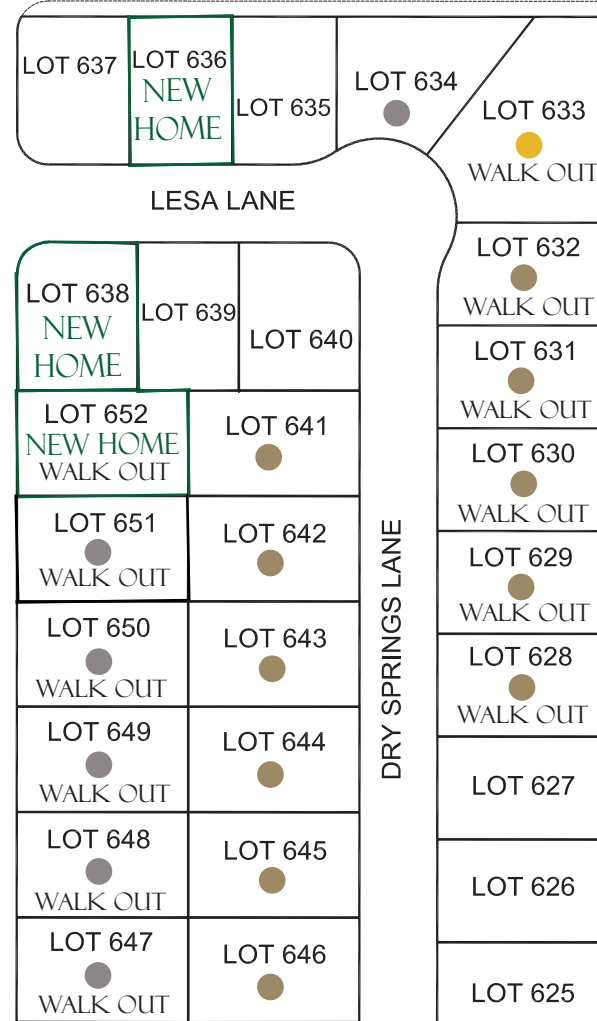 LOT 637
LOT 636
NEW
HOME
LOT 635
LOT 634
LOT 633
WALK OUT
LESA LANE
LOT 632
WALK OUT
LOT 638
NEW
HOME
LOT 639
LOT 640
LOT 631
WALK OUT
LOT 652
NEW HOME
WALK OUT
LOT 641
LOT 630
WALK OUT
LOT 651
WALK OUT
LOT 642
DRY SPRINGS LANE
LOT 629
WALK OUT
LOT 650
WALK OUT
LOT 643
LOT 628
WALK OUT
LOT 649
WALK OUT
LOT 644
LOT 627
LOT 648
WALK OUT
LOT 645
LOT 626
LOT 647
WALK OUT
LOT 646
LOT 625